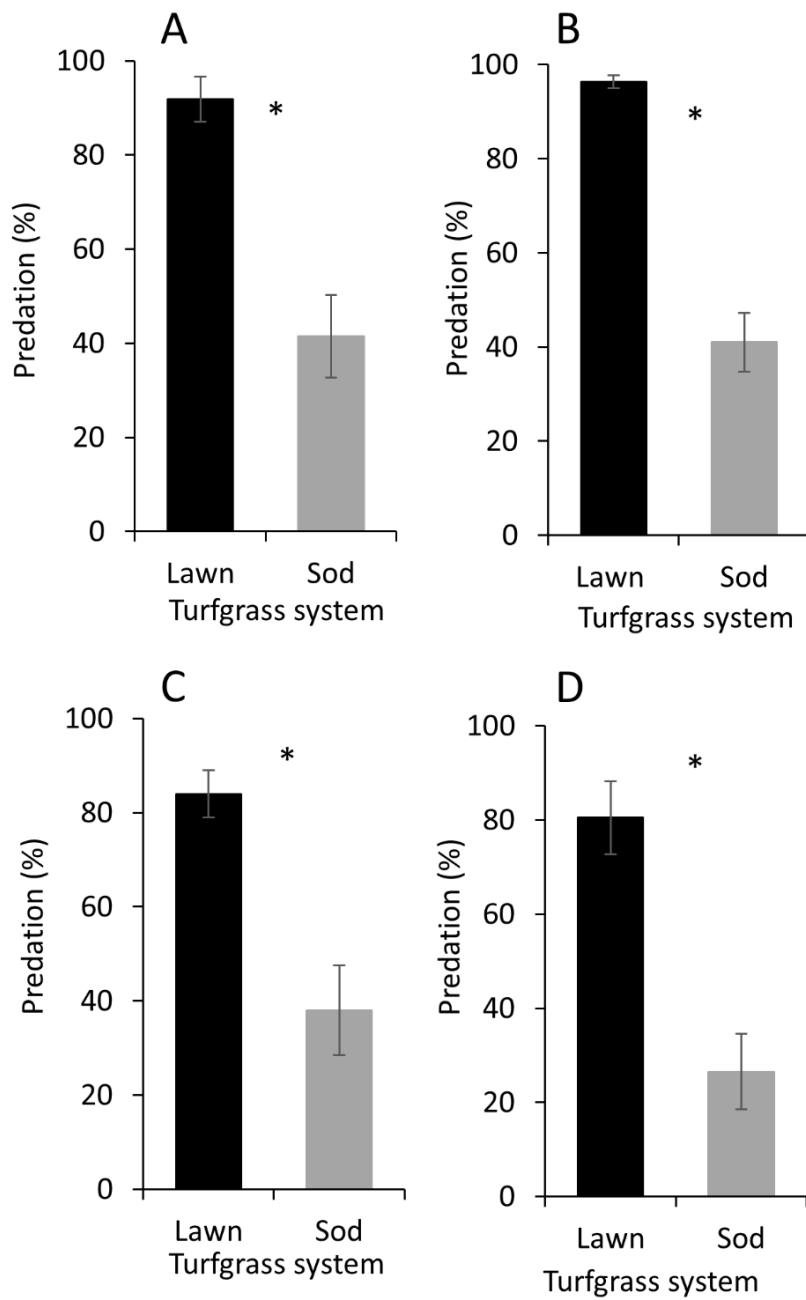 A
Predation (%)
100
80
60
40
20
0
*
Lawn Sod
Turfgrass system
B
Predation (%)
100
80
60
40
20
0
*
Lawn Sod
Turfgrass system
C
Predation (%)
100
80
60
40
20
0
*
Lawn Sod
Turfgrass system
D
Predation (%)
100
80
60
40
20
0
*
Lawn Sod
Turfgrass system